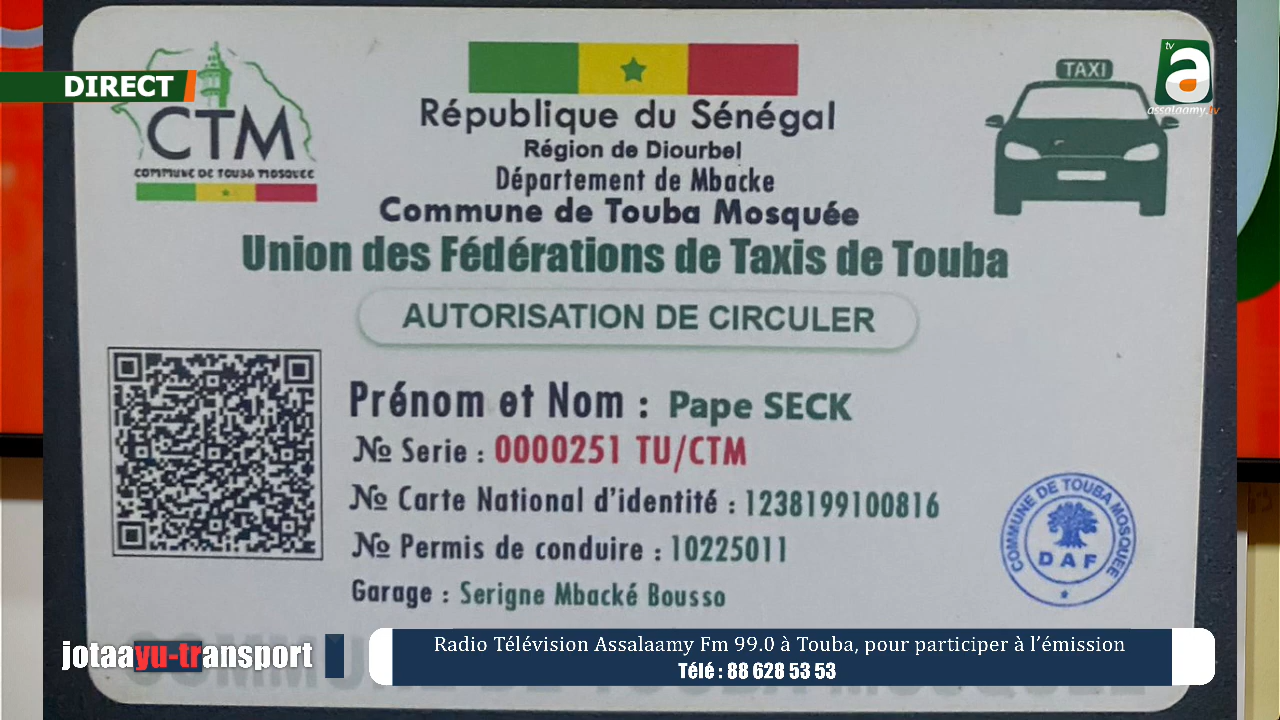 DIRECT
tv
assalaamy.tv
TAXI
CTM
COMMUNE DE TOUBA MOSQUEE
République du Sénégal
Région de Diourbel
Département de Mbacke
Commune de Touba Mosquée
Union des Fédérations de Taxis de Touba
AUTORISATION DE CIRCULER
Prénom et Nom : Pape SECK
№ Serie : 0000251 TU/CTM
№ Carte National d'identité : 1238199100816
№ Permis de conduire : 10225011
Garage : Serigne Mbacké Bousso
COMMUNE DE TOUBA MOSQUEE
DAF
jotaayu-transport
Radio Télévision Assalaamy Fm 99.0 à Touba, pour participer à l'émission
Télé : 88 628 53 53